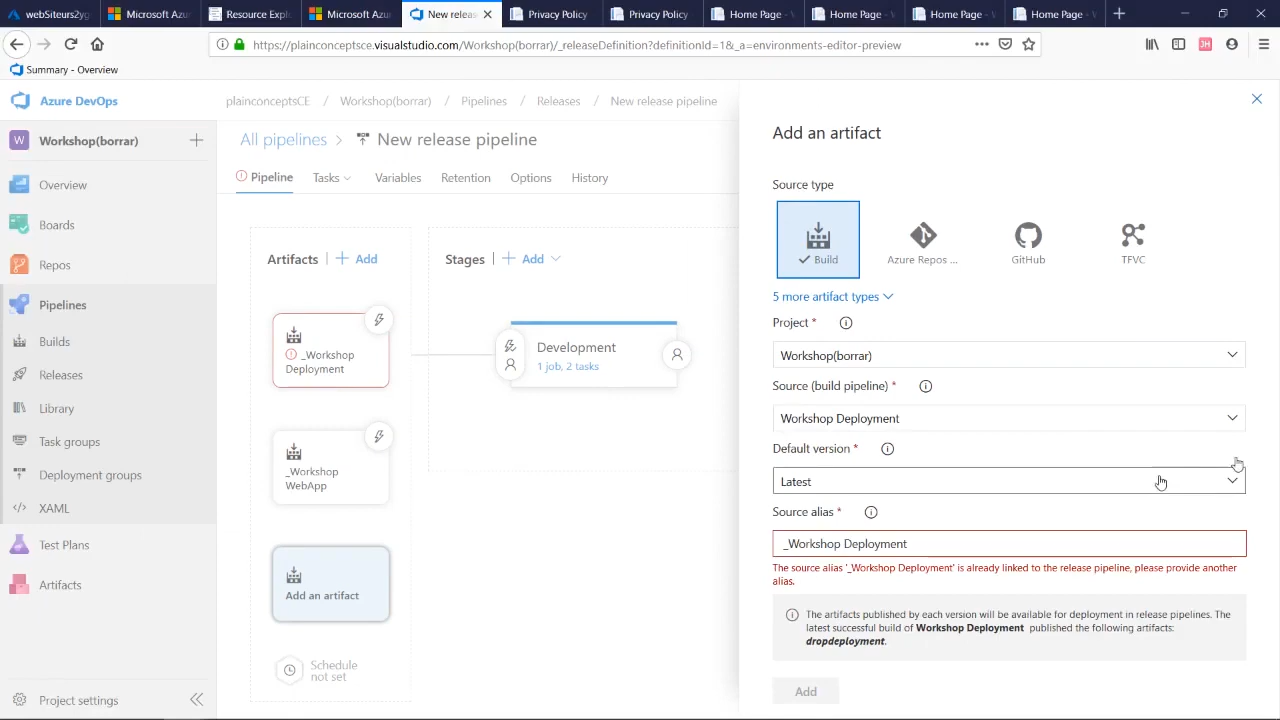 webSiteurs2yg
Microsoft Azu
Resource Explo
Microsoft Azu
New releas
Privacy Policy
Privacy Policy
Home Page - V
Home Page - V
Home Page - V
Home Page - V
https://plainconceptsce.visualstudio.com/Workshop(borrar)/_releaseDefinition?definitionId=1&_a=environments-editor-preview
JH
Summary - Overview
Azure DevOps
plainconceptsCE / Workshop(borrar) / Pipelines / Releases / New release pipeline
W Workshop(borrar)
Overview
Boards
Repos
Pipelines
Builds
Releases
Library
Task groups
Deployment groups
XAML
Test Plans
Artifacts
Project settings
All pipelines > New release pipeline
Pipeline Tasks Variables Retention Options History
Artifacts | + Add
_Workshop
Deployment
_Workshop
WebApp
Add an artifact
Schedule
not set
Stages | + Add
Development
1 job, 2 tasks
Add an artifact
Source type
Build
Azure Repos ...
GitHub
TFVC
5 more artifact types
Project *
Workshop(borrar)
Source (build pipeline) *
Workshop Deployment
Default version *
Latest
Source alias *
_Workshop Deployment
The source alias '_Workshop Deployment' is already linked to the release pipeline, please provide another
alias.
The artifacts published by each version will be available for deployment in release pipelines. The
latest successful build of Workshop Deployment published the following artifacts:
dropdeployment.
Add